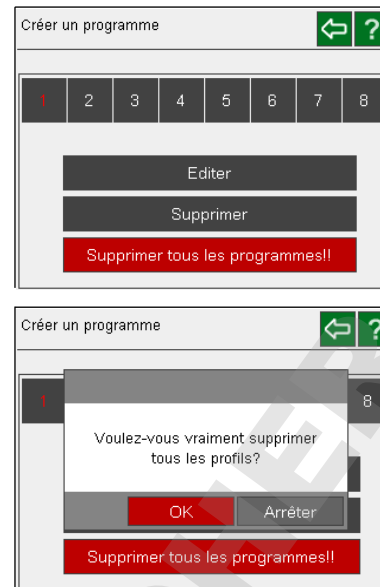 Créer un programme ?
1 2 3 4 5 6 7 8
Editer
Supprimer
Supprimer tous les programmes!!
Créer un programme ?
1 8
Voulez-vous vraiment supprimer
tous les profils?
OK Arrêter
Supprimer tous les programmes!!